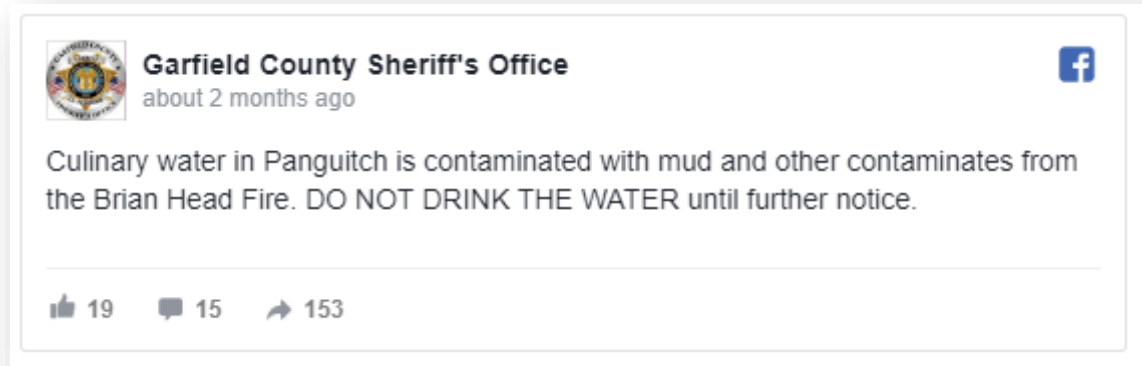 Garfield County Sheriff's Office
about 2 months ago
Culinary water in Panguitch is contaminated with mud and other contaminates from
the Brian Head Fire. DO NOT DRINK THE WATER until further notice.
19 15 153